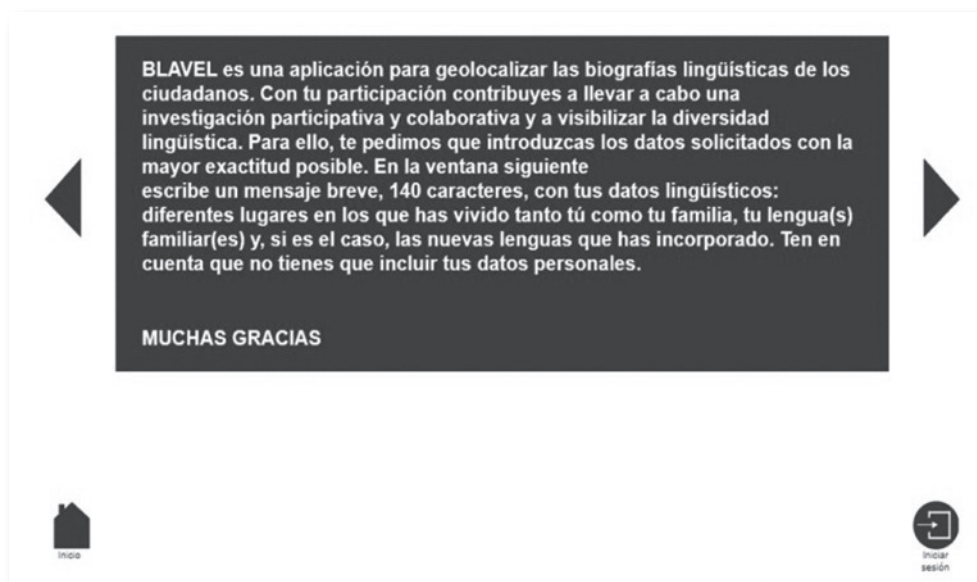 BLAVEL es una aplicación para geolocalizar las biografías lingüísticas de los
ciudadanos. Con tu participación contribuyes a llevar a cabo una
investigación participativa y colaborativa y a visibilizar la diversidad
lingüística. Para ello, te pedimos que introduzcas los datos solicitados con la
mayor exactitud posible. En la ventana siguiente
escribe un mensaje breve, 140 caracteres, con tus datos lingüísticos:
diferentes lugares en los que has vivido tanto tú como tu familia, tu lengua(s)
familiar(es) y, si es el caso, las nuevas lenguas que has incorporado. Ten en
cuenta que no tienes que incluir tus datos personales.
MUCHAS GRACIAS
Inicio
Iniciar
sesión